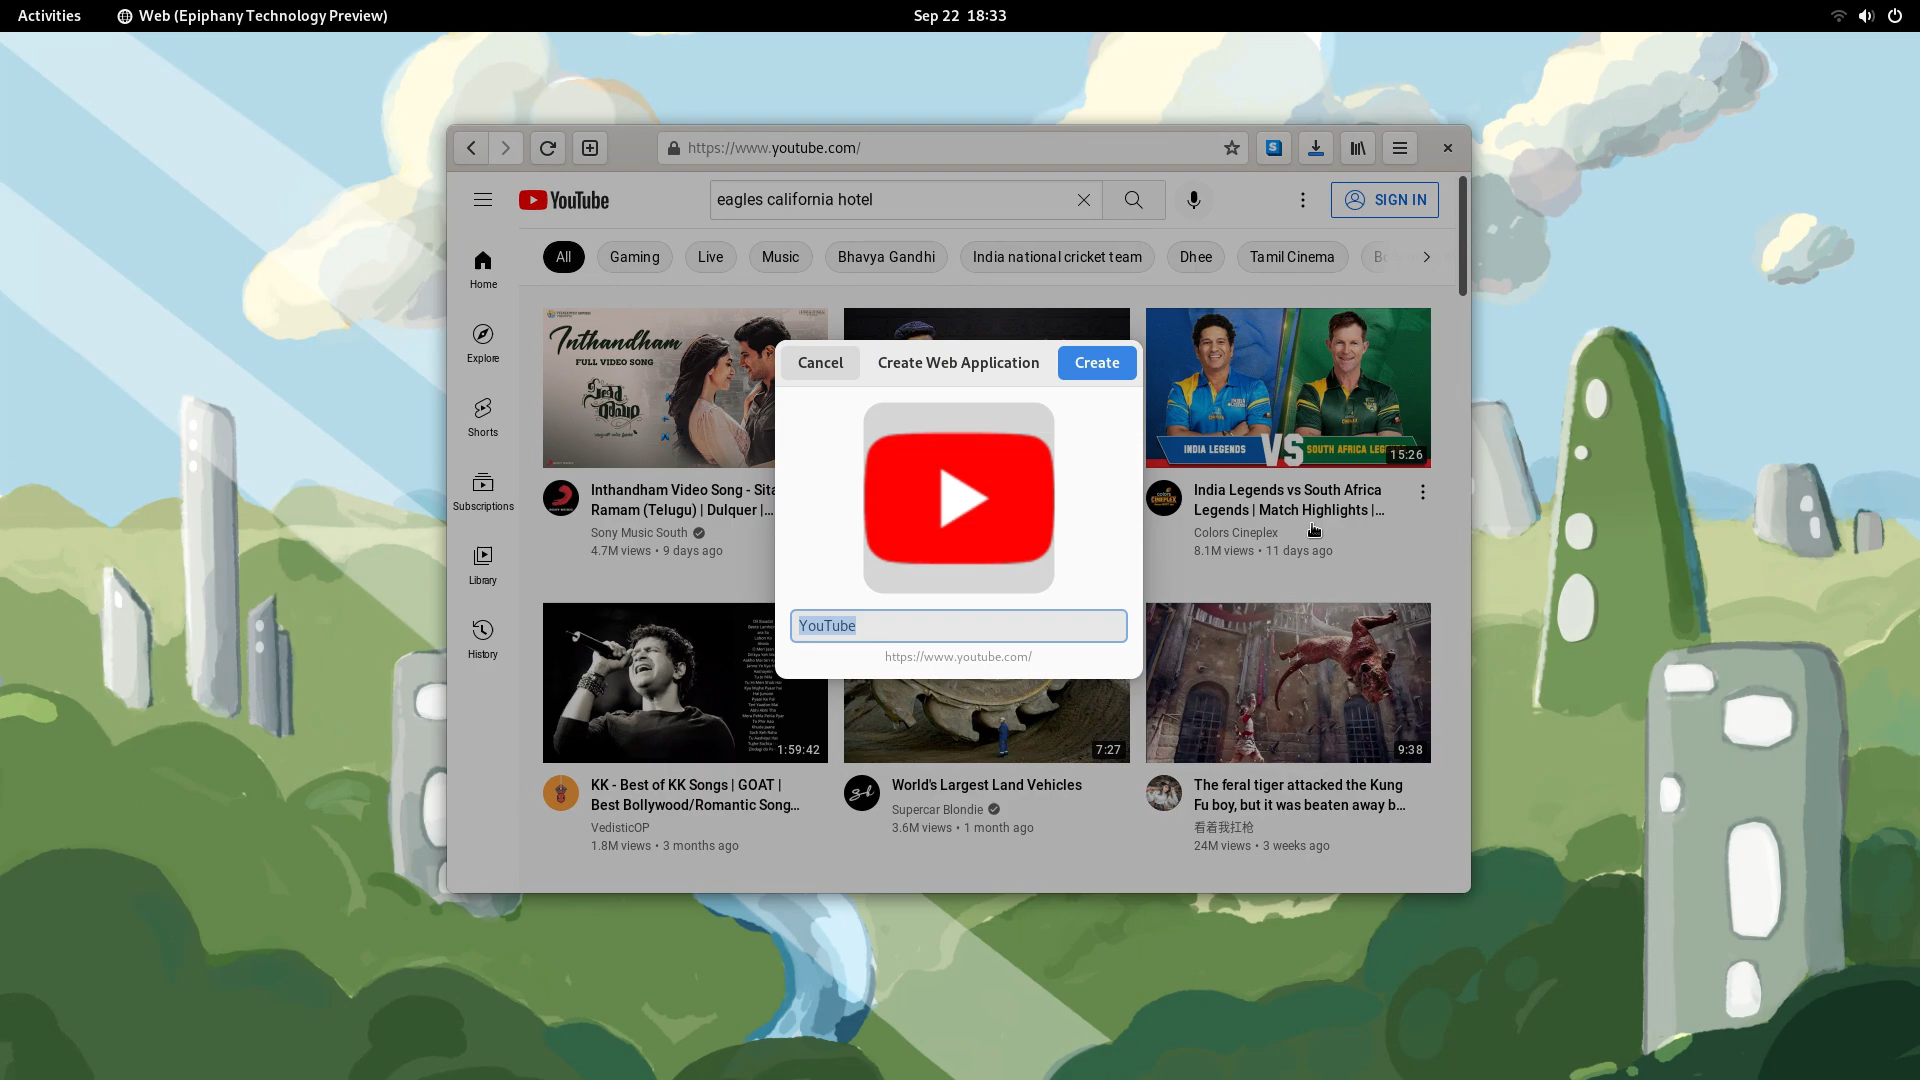 Activities
Web (Epiphany Technology Preview)
Sep 22 18:33
https://www.youtube.com/
YouTube
eagles california hotel
SIGN IN
All
Gaming
Live
Music
Bhavya Gandhi
India national cricket team
Dhee
Tamil Cinema
Home
Explore
Shorts
Subscriptions
Library
History
Inthandham
FULL VIDEO SONG
INDIA LEGENDS
VS
SOUTH AFRICA LEG
15:26
Inthandham Video Song - Sita
Ramam (Telugu) | Dulquer |...
Sony Music South
4.7M views • 9 days ago
India Legends vs South Africa
Legends | Match Highlights |...
Colors Cineplex
8.1M views • 11 days ago
Cancel
Create Web Application
Create
YouTube
https://www.youtube.com/
1:59:42
7:27
9:38
KK - Best of KK Songs | GOAT |
Best Bollywood/Romantic Song...
VedisticOP
1.8M views • 3 months ago
World's Largest Land Vehicles
Supercar Blondie
3.6M views • 1 month ago
The feral tiger attacked the Kung
Fu boy, but it was beaten away b...
看着我扛枪
24M views • 3 weeks ago